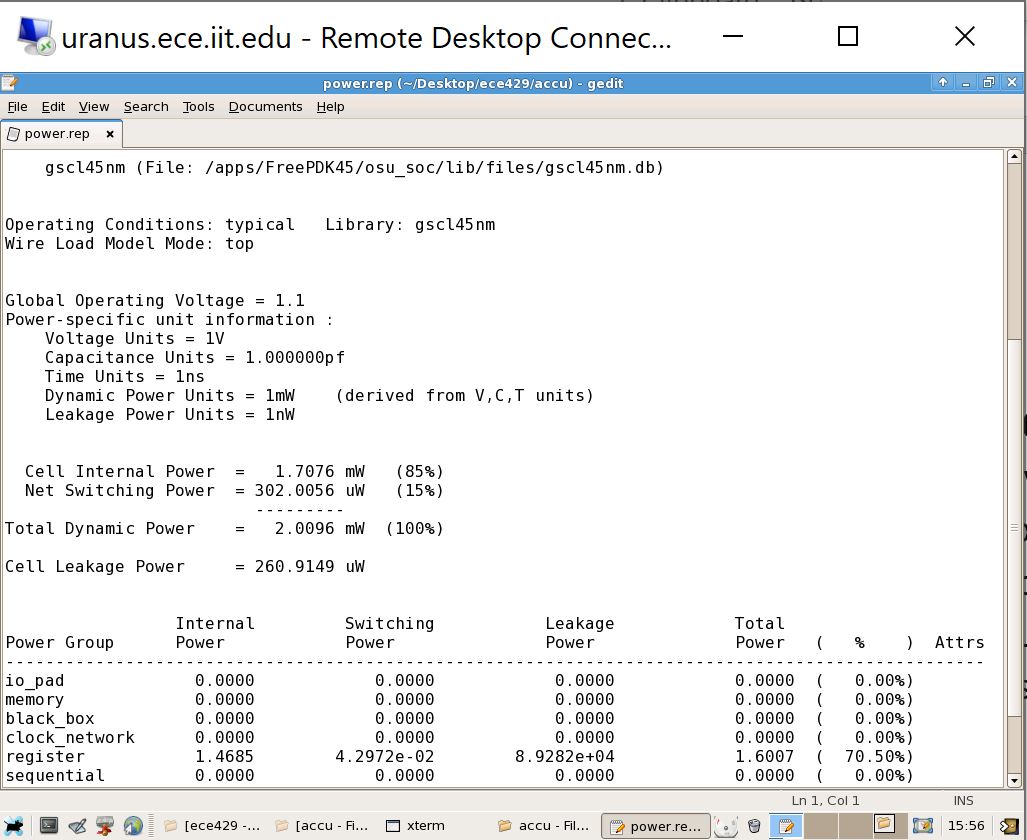 uranus.ece.iit.edu - Remote Desktop Connec...
power.rep (~/Desktop/ece429/accu) - gedit
File Edit View Search Tools Documents Help
power.rep
gscl45nm (File: /apps/FreePDK45/osu_soc/lib/files/gscl45nm.db)
Operating Conditions: typical   Library: gscl45nm
Wire Load Model Mode: top
Global Operating Voltage = 1.1
Power-specific unit information :
Voltage Units = 1V
Capacitance Units = 1.000000pf
Time Units = 1ns
Dynamic Power Units = 1mW    (derived from V,C,T units)
Leakage Power Units = 1nW
Cell Internal Power  =   1.7076 mW   (85%)
Net Switching Power  = 302.0056 uW   (15%)
---------
Total Dynamic Power    =   2.0096 mW  (100%)
Cell Leakage Power     = 260.9149 uW
Internal         Switching           Leakage            Total
Power Group      Power            Power               Power              Power   (   %    )  Attrs
--------------------------------------------------------------------------------------------------
io_pad             0.0000            0.0000            0.0000            0.0000  (   0.00%)
memory             0.0000            0.0000            0.0000            0.0000  (   0.00%)
black_box          0.0000            0.0000            0.0000            0.0000  (   0.00%)
clock_network      0.0000            0.0000            0.0000            0.0000  (   0.00%)
register           1.4685        4.2972e-02        8.9282e+04            1.6007  (  70.50%)
sequential         0.0000            0.0000            0.0000            0.0000  (   0.00%)
Ln 1, Col 1 INS
[ece429 -... [accu - Fi... xterm accu - Fil... power.re... 15:56